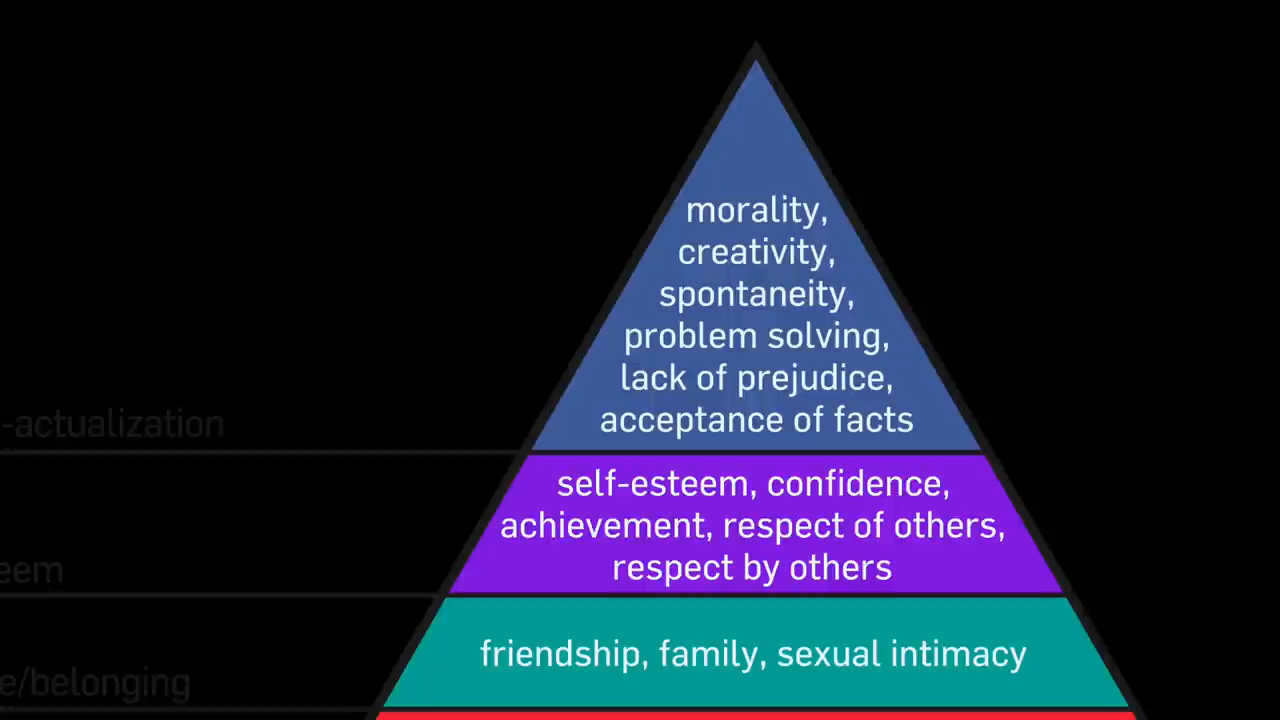 morality,
creativity,
spontaneity,
problem solving,
lack of prejudice,
acceptance of facts
-actualization
self-esteem, confidence,
achievement, respect of others,
respect by others
eem
friendship, family, sexual intimacy
e/belonging